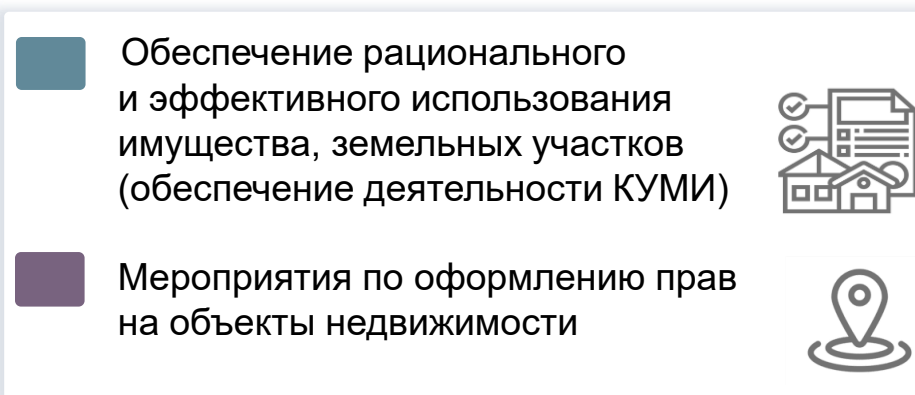 Обеспечение рационального
и эффективного использования
имущества, земельных участков
(обеспечение деятельности КУМИ)
Мероприятия по оформлению прав
на объекты недвижимости